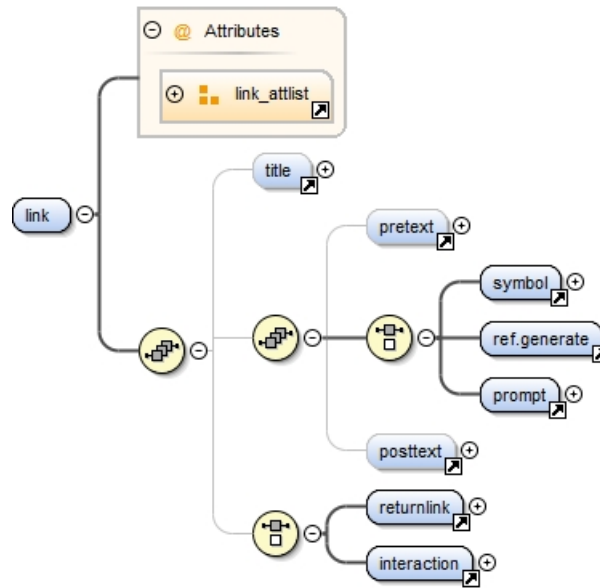 @ Attributes
link_attlist
title
link
pretext
symbol
ref.generate
prompt
posttext
returnlink
interaction